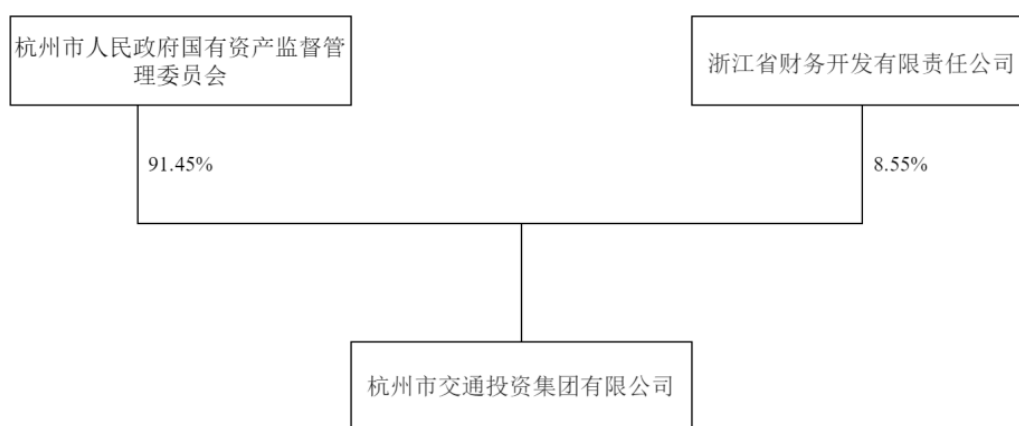 杭州市人民政府国有资产监督管
理委员会
浙江省财务开发有限责任公司
91.45%
8.55%
杭州市交通投资集团有限公司